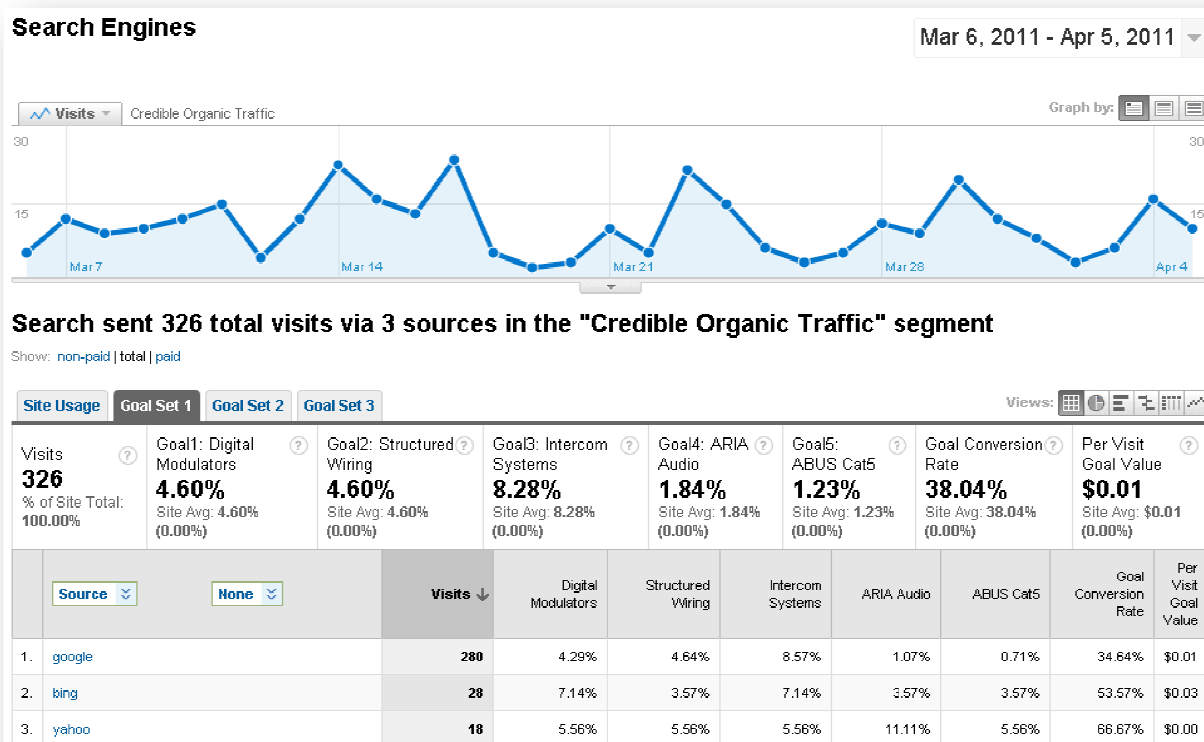 Search Engines
Mar 6, 2011 - Apr 5, 2011
Visits Credible Organic Traffic Graph by:
30 30
15 15
Mar 7 Mar 14 Mar 21 Mar 28 Apr 4
Search sent 326 total visits via 3 sources in the "Credible Organic Traffic" segment
Show: non-paid | total | paid
Site Usage Goal Set 1 Goal Set 2 Goal Set 3 Views:
Visits
326
% of Site Total:
100.00%
Goal1: Digital
Modulators
4.60%
Site Avg: 4.60%
(0.00%)
Goal2: Structured
Wiring
4.60%
Site Avg: 4.60%
(0.00%)
Goal3: Intercom
Systems
8.28%
Site Avg: 8.28%
(0.00%)
Goal4: ARIA
Audio
1.84%
Site Avg: 1.84%
(0.00%)
Goal5:
ABUS Cat5
1.23%
Site Avg: 1.23%
(0.00%)
Goal Conversion
Rate
38.04%
Site Avg: 38.04%
(0.00%)
Per Visit
Goal Value
$0.01
Site Avg: $0.01
(0.00%)
Source None Visits
Digital
Modulators
Structured
Wiring
Intercom
Systems
ARIA Audio
ABUS Cat5
Goal
Conversion
Rate
Per
Visit
Goal
Value
1. google 280 4.29% 4.64% 8.57% 1.07% 0.71% 34.64% $0.01
2. bing 28 7.14% 3.57% 7.14% 3.57% 3.57% 53.57% $0.03
3. yahoo 18 5.56% 5.56% 5.56% 11.11% 5.56% 66.67% $0.00